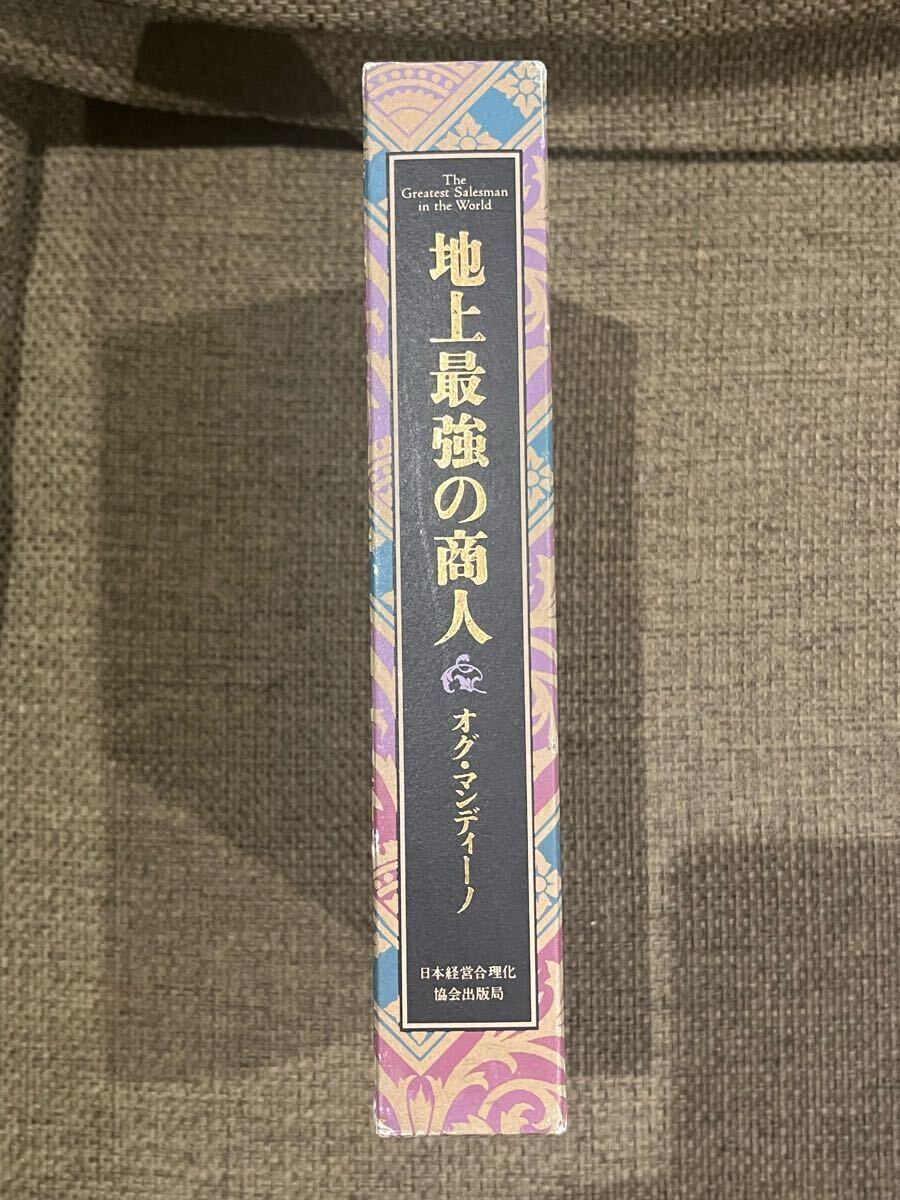 The
Greatest Salesman
in the World
地上最強の商人
オグ・マンディーノ
日本経営合理化
協会出版局